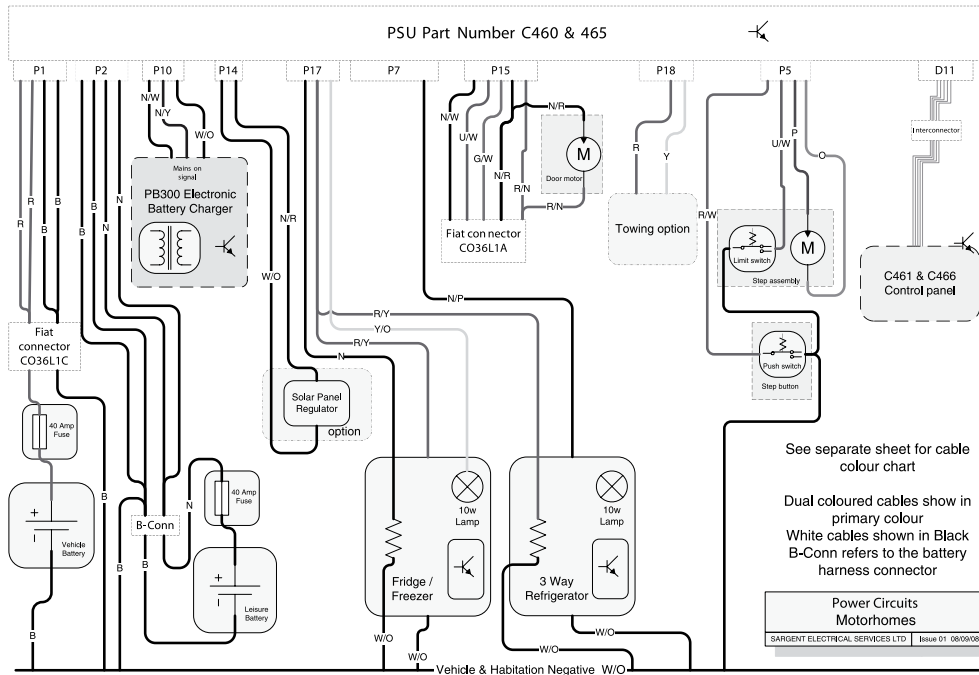 PSU Part Number C460 & 465
P1
P2
P10
P14
P17
P7
P15
P18
P5
D11
N/W
N/Y
W/O
Mains on
signal
PB300 Electronic
Battery Charger
R
R
B
B
B
B
N
N
N/R
W/O
N/W
U/W
G/W
N/R
R/N
N/R
M
Door motor
R/N
Fiat connector
CO36L1A
R
Y
Towing option
R/W
U/W
P
O
Limit switch
M
Step assembly
Interconnector
C461 & C466
Control panel
N/P
R/Y
Y/O
R/Y
N
Fiat
connector
CO36L1C
40 Amp
Fuse
Vehicle
Battery
Solar Panel
Regulator
option
Push switch
Step button
B
B-Conn
N
40 Amp
Fuse
B
B
Leisure
Battery
B
10w
Lamp
Fridge /
Freezer
10w
Lamp
3 Way
Refrigerator
W/O
W/O
W/O
W/O
Vehicle & Habitation Negative W/O
See separate sheet for cable
colour chart
Dual coloured cables show in
primary colour
White cables shown in Black
B-Conn refers to the battery
harness connector
Power Circuits
Motorhomes
SARGENT ELECTRICAL SERVICES LTD
Issue 01 08/09/08